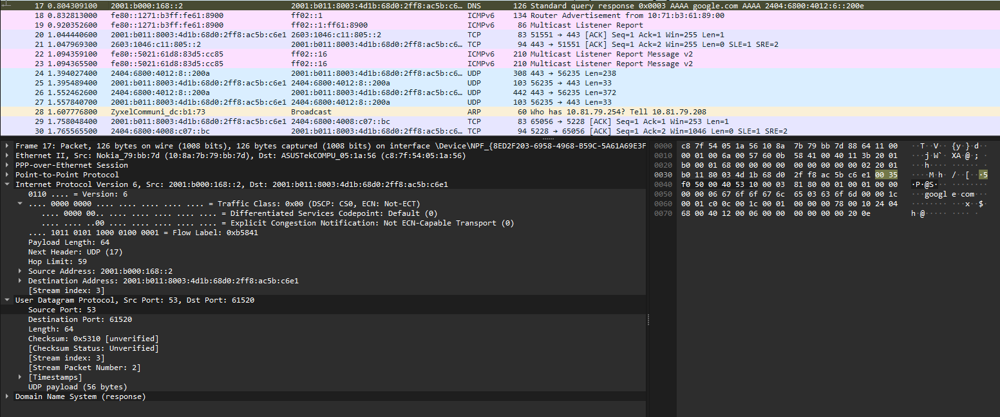 17 0.804309100 2001:b000:168::2 2001:b011:8003:4d1b:68d0:2ff8:ac5b:c6… DNS 126 Standard query response 0x0003 AAAA google.com AAAA 2404:6800:4012:6::200e
18 0.832813000 fe80::1271:b3ff:fe61:8900 ff02::1 ICMPv6 134 Router Advertisement from 10:71:b3:61:89:00
19 0.920352600 fe80::1271:b3ff:fe61:8900 ff02::1:ff61:8900 ICMPv6 86 Multicast Listener Report
20 1.044440600 2001:b011:8003:4d1b:68d0:2ff8:ac5b:c6e1 2603:1046:c11:805::2 TCP 83 51551 → 443 [ACK] Seq=1 Ack=1 Win=255 Len=1
21 1.047969300 2603:1046:c11:805::2 2001:b011:8003:4d1b:68d0:2ff8:ac5b:c6… TCP 94 443 → 51551 [ACK] Seq=1 Ack=2 Win=255 Len=0 SLE=1 SRE=2
22 1.094359100 fe80::5021:61d8:83d5:cc85 ff02::16 ICMPv6 210 Multicast Listener Report Message v2
23 1.094365500 fe80::5021:61d8:83d5:cc85 ff02::16 ICMPv6 210 Multicast Listener Report Message v2
24 1.394027400 2404:6800:4012:8::200a 2001:b011:8003:4d1b:68d0:2ff8:ac5b:c6… UDP 308 443 → 56235 Len=238
25 1.395489400 2001:b011:8003:4d1b:68d0:2ff8:ac5b:c6e1 2404:6800:4012:8::200a UDP 103 56235 → 443 Len=33
26 1.552462600 2404:6800:4012:8::200a 2001:b011:8003:4d1b:68d0:2ff8:ac5b:c6… UDP 442 443 → 56235 Len=372
27 1.557840700 2001:b011:8003:4d1b:68d0:2ff8:ac5b:c6e1 2404:6800:4012:8::200a UDP 103 56235 → 443 Len=33
28 1.607776800 ZyxelCommuni_dc:b1:73 Broadcast ARP 60 Who has 10.81.79.254? Tell 10.81.79.208
29 1.758048400 2001:b011:8003:4d1b:68d0:2ff8:ac5b:c6e1 2404:6800:4008:c07::bc TCP 83 65056 → 5228 [ACK] Seq=1 Ack=1 Win=253 Len=1
30 1.765565500 2404:6800:4008:c07::bc 2001:b011:8003:4d1b:68d0:2ff8:ac5b:c6… TCP 94 5228 → 65056 [ACK] Seq=1 Ack=2 Win=1046 Len=0 SLE=1 SRE=2
Frame 17: Packet, 126 bytes on wire (1008 bits), 126 bytes captured (1008 bits) on interface \Device\NPF_{8ED2F203-6958-4968-B59C-5A61A69E3F
Ethernet II, Src: Nokia_79:bb:7d (10:8a:7b:79:bb:7d), Dst: ASUSTekCOMPU_05:1a:56 (c8:7f:54:05:1a:56)
PPP-over-Ethernet Session
Point-to-Point Protocol
Internet Protocol Version 6, Src: 2001:b000:168::2, Dst: 2001:b011:8003:4d1b:68d0:2ff8:ac5b:c6e1
0110 .... = Version: 6
.... 0000 0000 .... .... .... .... .... = Traffic Class: 0x00 (DSCP: CS0, ECN: Not-ECT)
.... 0000 00.. .... .... .... .... .... = Differentiated Services Codepoint: Default (0)
.... .... ..00 .... .... .... .... .... = Explicit Congestion Notification: Not ECN-Capable Transport (0)
.... 1011 0101 1000 0100 0001 = Flow Label: 0xb5841
Payload Length: 64
Next Header: UDP (17)
Hop Limit: 59
Source Address: 2001:b000:168::2
Destination Address: 2001:b011:8003:4d1b:68d0:2ff8:ac5b:c6e1
[Stream index: 3]
User Datagram Protocol, Src Port: 53, Dst Port: 61520
Source Port: 53
Destination Port: 61520
Length: 64
Checksum: 0x5310 [unverified]
[Checksum Status: Unverified]
[Stream index: 3]
[Stream Packet Number: 2]
[Timestamps]
UDP payload (56 bytes)
Domain Name System (response)
0000 c8 7f 54 05 1a 56 10 8a 7b 79 bb 7d 88 64 11 00 ··T··V·· {y·}·d··
0010 00 01 00 6a 00 57 60 0b 58 41 00 40 11 3b 20 01 ···j·W`· XA·@·; ·
0020 b0 00 01 68 00 00 00 00 00 00 00 00 00 02 20 01 ···h···· ······ ·
0030 b0 11 80 03 4d 1b 68 d0 2f f8 ac 5b c6 e1 00 35 ····M·h· /··[···5
0040 f0 50 00 40 53 10 00 03 81 80 00 01 00 01 00 00 ·P·@S··· ········
0050 00 00 06 67 6f 6f 67 6c 65 03 63 6f 6d 00 00 1c ···googl e·com···
0060 00 01 c0 0c 00 1c 00 01 00 00 00 78 00 10 24 04 ········ ···x··$·
0070 68 00 40 12 00 06 00 00 00 00 00 00 20 0e h·@····· ···· ·